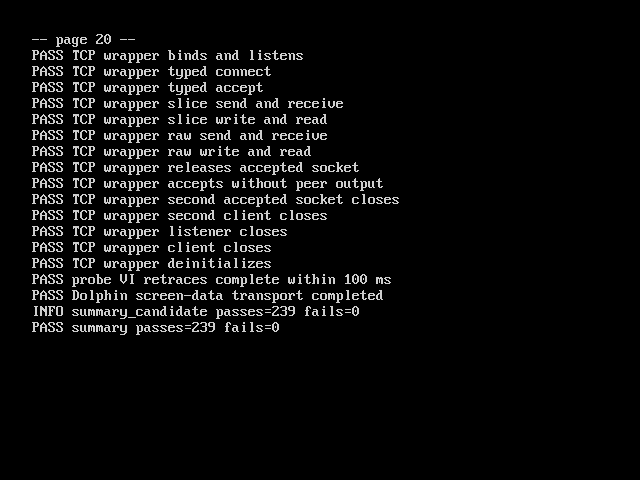 -- page 20 --
PASS TCP wrapper binds and listens
PASS TCP wrapper typed connect
PASS TCP wrapper typed accept
PASS TCP wrapper slice send and receive
PASS TCP wrapper slice write and read
PASS TCP wrapper raw send and receive
PASS TCP wrapper raw write and read
PASS TCP wrapper releases accepted socket
PASS TCP wrapper accepts without peer output
PASS TCP wrapper second accepted socket closes
PASS TCP wrapper second client closes
PASS TCP wrapper listener closes
PASS TCP wrapper client closes
PASS TCP wrapper deinitializes
PASS probe VI retraces complete within 100 ms
PASS Dolphin screen-data transport completed
INFO summary_candidate passes=239 fails=0
PASS summary passes=239 fails=0